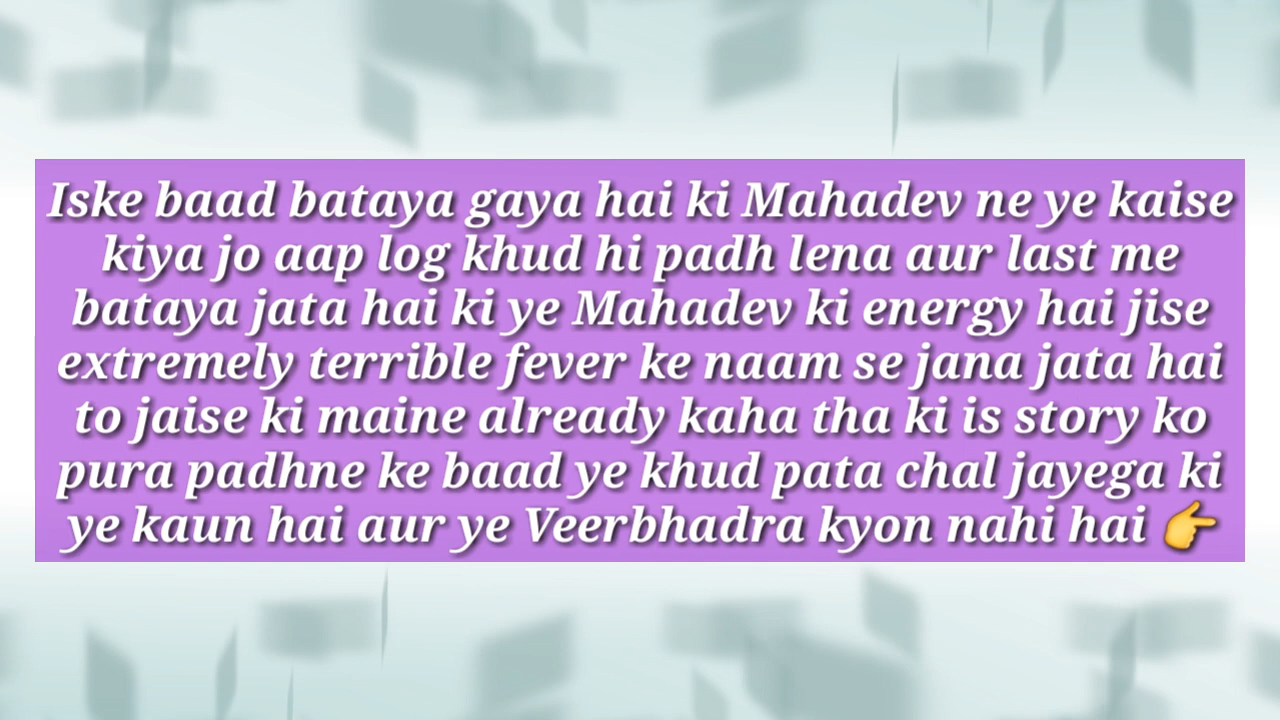 Iske baad bataya gaya hai ki Mahadev ne ye kaise
kiya jo aap log khud hi padh lena aur last me
bataya jata hai ki ye Mahadev ki energy hai jise
extremely terrible fever ke naam se jana jata hai
to jaise ki maine already kaha tha ki is story ko
pura padhne ke baad ye khud pata chal jayega ki
ye kaun hai aur ye Veerbhadra kyon nahi hai 👉